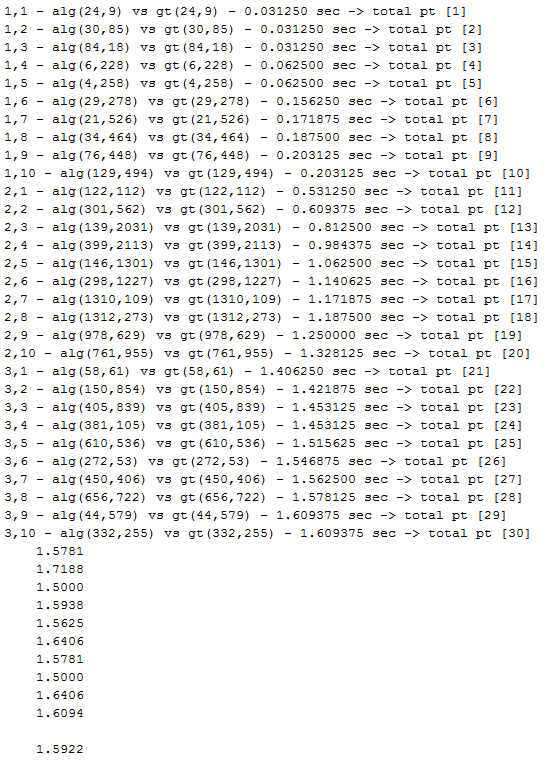 1,1 - alg(24,9) vs gt(24,9) - 0.031250 sec -> total pt [1]
1,2 - alg(30,85) vs gt(30,85) - 0.031250 sec -> total pt [2]
1,3 - alg(84,18) vs gt(84,18) - 0.031250 sec -> total pt [3]
1,4 - alg(6,228) vs gt(6,228) - 0.062500 sec -> total pt [4]
1,5 - alg(4,258) vs gt(4,258) - 0.062500 sec -> total pt [5]
1,6 - alg(29,278) vs gt(29,278) - 0.156250 sec -> total pt [6]
1,7 - alg(21,526) vs gt(21,526) - 0.171875 sec -> total pt [7]
1,8 - alg(34,464) vs gt(34,464) - 0.187500 sec -> total pt [8]
1,9 - alg(76,448) vs gt(76,448) - 0.203125 sec -> total pt [9]
1,10 - alg(129,494) vs gt(129,494) - 0.203125 sec -> total pt [10]
2,1 - alg(122,112) vs gt(122,112) - 0.531250 sec -> total pt [11]
2,2 - alg(301,562) vs gt(301,562) - 0.609375 sec -> total pt [12]
2,3 - alg(139,2031) vs gt(139,2031) - 0.812500 sec -> total pt [13]
2,4 - alg(399,2113) vs gt(399,2113) - 0.984375 sec -> total pt [14]
2,5 - alg(146,1301) vs gt(146,1301) - 1.062500 sec -> total pt [15]
2,6 - alg(298,1227) vs gt(298,1227) - 1.140625 sec -> total pt [16]
2,7 - alg(1310,109) vs gt(1310,109) - 1.171875 sec -> total pt [17]
2,8 - alg(1312,273) vs gt(1312,273) - 1.187500 sec -> total pt [18]
2,9 - alg(978,629) vs gt(978,629) - 1.250000 sec -> total pt [19]
2,10 - alg(761,955) vs gt(761,955) - 1.328125 sec -> total pt [20]
3,1 - alg(58,61) vs gt(58,61) - 1.406250 sec -> total pt [21]
3,2 - alg(150,854) vs gt(150,854) - 1.421875 sec -> total pt [22]
3,3 - alg(405,839) vs gt(405,839) - 1.453125 sec -> total pt [23]
3,4 - alg(381,105) vs gt(381,105) - 1.453125 sec -> total pt [24]
3,5 - alg(610,536) vs gt(610,536) - 1.515625 sec -> total pt [25]
3,6 - alg(272,53) vs gt(272,53) - 1.546875 sec -> total pt [26]
3,7 - alg(450,406) vs gt(450,406) - 1.562500 sec -> total pt [27]
3,8 - alg(656,722) vs gt(656,722) - 1.578125 sec -> total pt [28]
3,9 - alg(44,579) vs gt(44,579) - 1.609375 sec -> total pt [29]
3,10 - alg(332,255) vs gt(332,255) - 1.609375 sec -> total pt [30]
1.5781
1.7188
1.5000
1.5938
1.5625
1.6406
1.5781
1.5000
1.6406
1.6094
1.5922